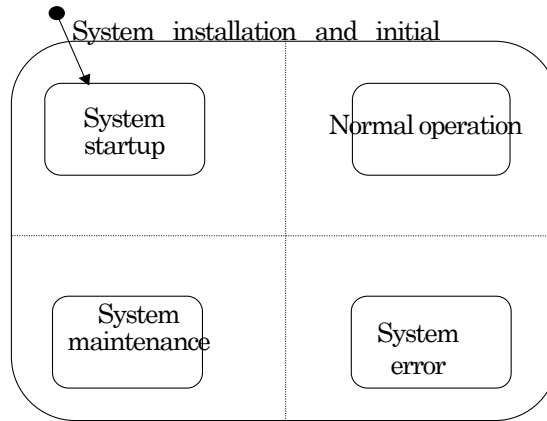 System installation and initial
System
startup
Normal operation
System
maintenance
System
error